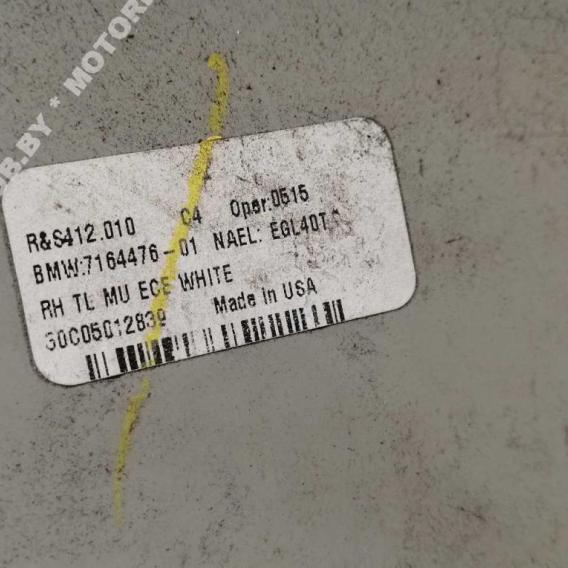 B.BY * MOTOR
R&S412.010 C4 Oper:0515
BMW:7164476-01 NAEL: EGL40T
RH TL MU ECE WHITE
Made in USA